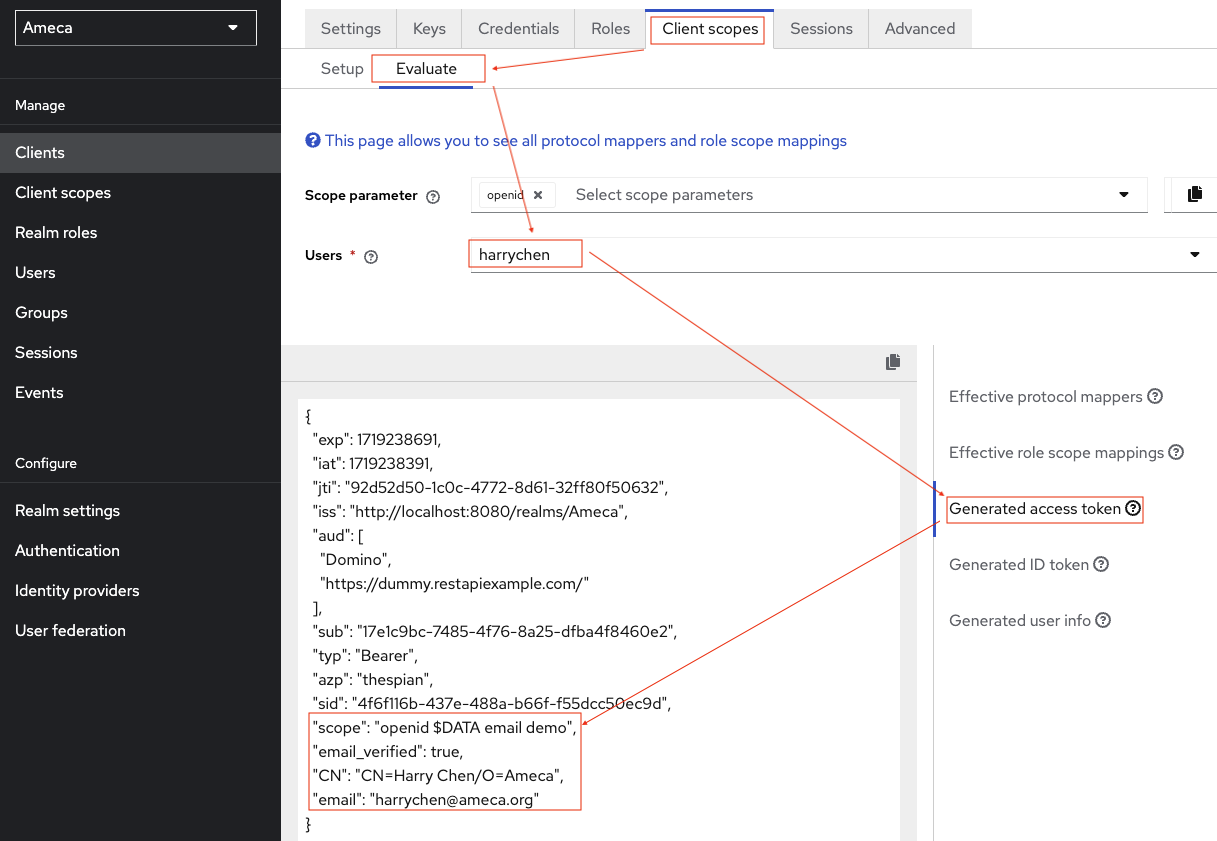 Ameca
Manage
Clients
Client scopes
Realm roles
Users
Groups
Sessions
Events
Configure
Realm settings
Authentication
Identity providers
User federation
Settings Keys Credentials Roles Client scopes Sessions Advanced
Setup Evaluate
This page allows you to see all protocol mappers and role scope mappings
Scope parameter openid Select scope parameters
Users * harrychen
{
"exp": 1719238691,
"iat": 1719238391,
"jti": "92d52d50-1c0c-4772-8d61-32ff80f50632",
"iss": "http://localhost:8080/realms/Ameca",
"aud": [
"Domino",
"https://dummy.restapiexample.com/"
],
"sub": "17e1c9bc-7485-4f76-8a25-dfba4f8460e2",
"typ": "Bearer",
"azp": "thespian",
"sid": "4f6f116b-437e-488a-b66f-f55dcc50ec9d",
"scope": "openid $DATA email demo",
"email_verified": true,
"CN": "CN=Harry Chen/O=Ameca",
"email": "harrychen@ameca.org"
}
Effective protocol mappers
Effective role scope mappings
Generated access token
Generated ID token
Generated user info